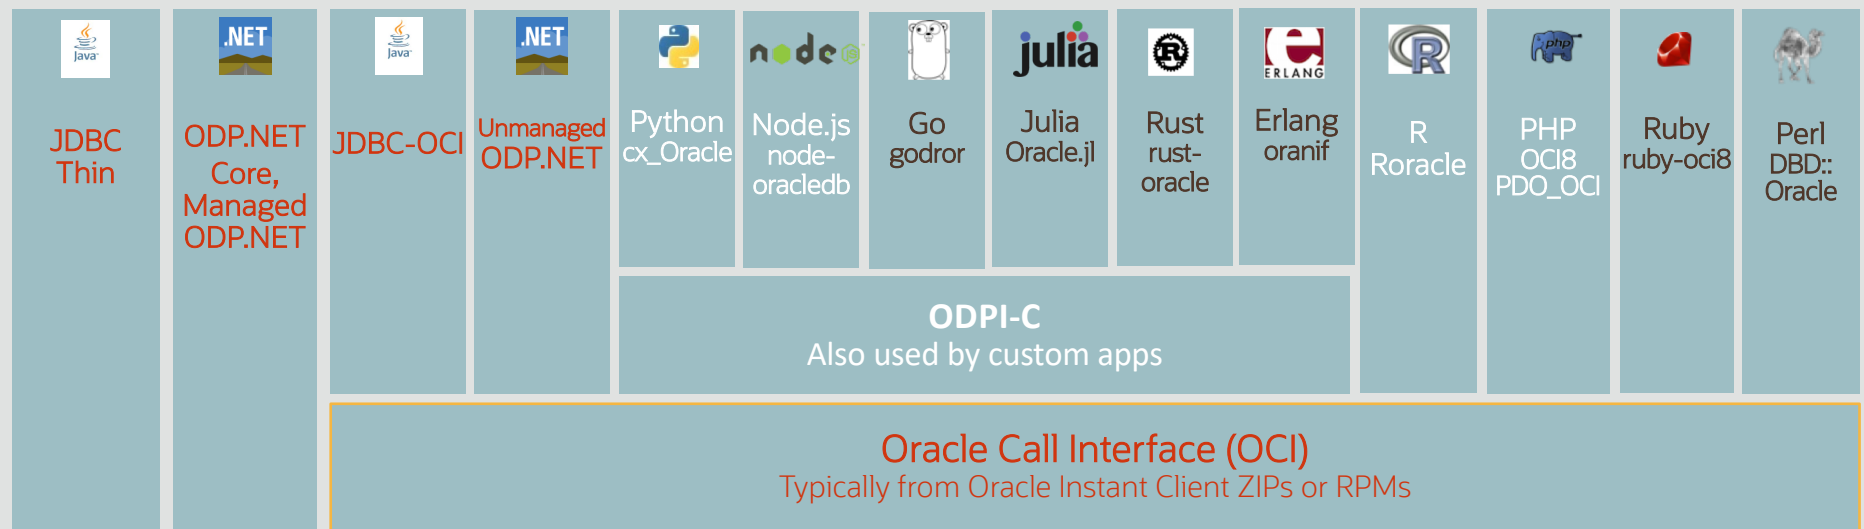 Java
JDBC
Thin
.NET
ODP.NET
Core,
Managed
ODP.NET
Java
JDBC-OCI
.NET
Unmanaged
ODP.NET
Python
cx_Oracle
node
JS
Node.js
node-
oracledb
Go
godror
julia
Julia
Oracle.jl
R
Rust
rust-
oracle
e
ERLANG
Erlang
oranif
R
R
Roracle
php
PHP
OCI8
PDO_OCI
Ruby
ruby-oci8
Perl
DBD::
Oracle
ODPI-C
Also used by custom apps
Oracle Call Interface (OCI)
Typically from Oracle Instant Client ZIPs or RPMs